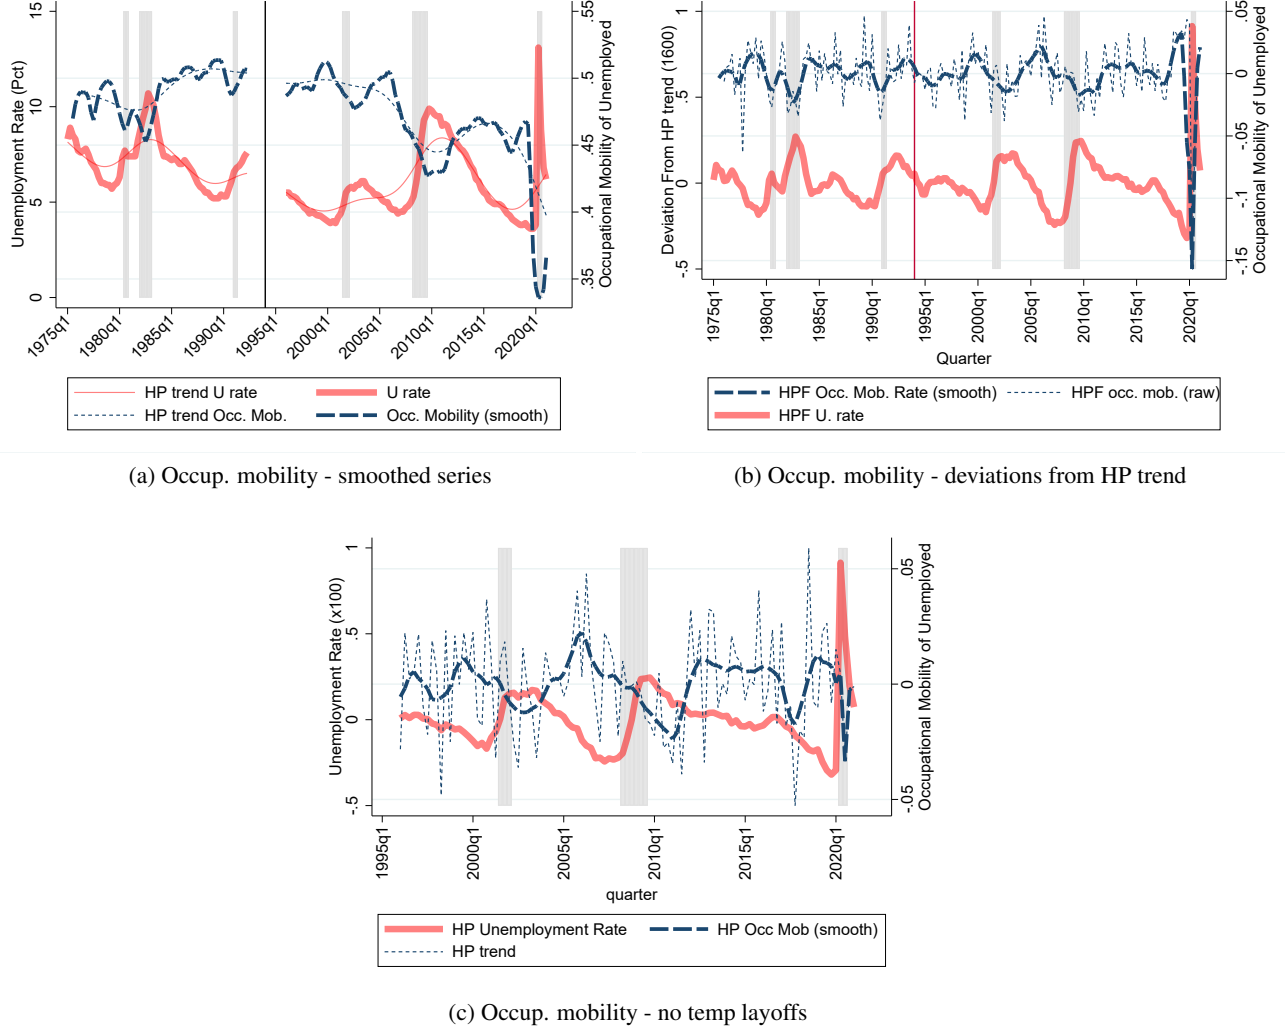 Unemployment Rate (Pct)
15
10
5
0
.55
.5
.45
.4
.35
Occupational Mobility of Unemployed
1975q1
1980q1
1985q1
1990q1
1995q1
2000q1
2005q1
2010q1
2015q1
2020q1
HP trend U rate
U rate
HP trend Occ. Mob.
Occ. Mobility (smooth)
(a) Occup. mobility - smoothed series
Deviation From HP trend (1600)
1
.5
0
-.5
.05
0
-.05
-.1
-.15
Occupational Mobility of Unemployed
1975q1
1980q1
1985q1
1990q1
1995q1
2000q1
2005q1
2010q1
2015q1
2020q1
Quarter
HPF Occ. Mob. Rate (smooth)
HPF occ. mob. (raw)
HPF U. rate
(b) Occup. mobility - deviations from HP trend
Unemployment Rate (x100)
1
.5
0
-.5
.05
0
-.05
Occupational Mobility of Unemployed
1995q1
2000q1
2005q1
2010q1
2015q1
2020q1
quarter
HP Unemployment Rate
HP Occ Mob (smooth)
HP trend
(c) Occup. mobility - no temp layoffs